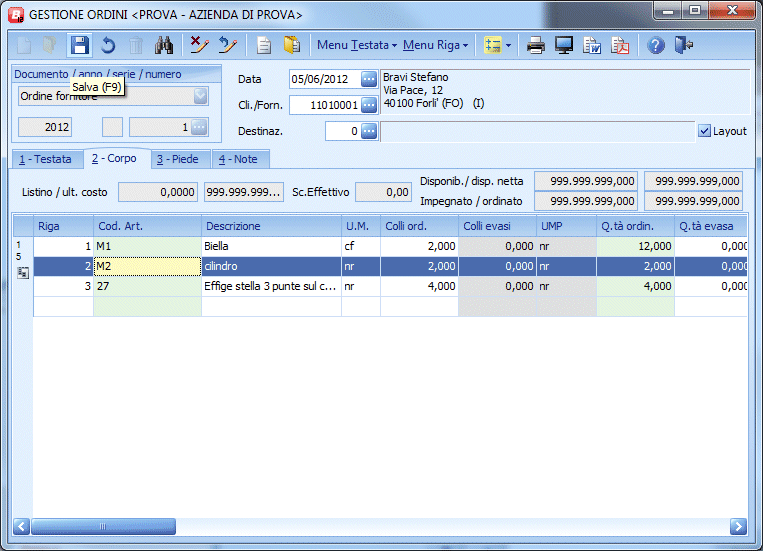 GESTIONE ORDINI <PROVA - AZIENDA DI PROVA>
Menu Testata Menu Riga
Documento / anno / serie / numero
Salva (F9)
Ordine fornitore
2012 1
Data 05/06/2012
Cli./Forn. 11010001
Destinaz. 0
Bravi Stefano
Via Pace, 12
40100 Forli' (FO) (I)
Layout
1 - Testata 2 - Corpo 3 - Piede 4 - Note
Listino / ult. costo 0,0000 999.999.999... Sc.Effettivo 0,00
Disponib./ disp. netta 999.999.999,000 999.999.999,000
Impegnato / ordinato 999.999.999,000 999.999.999,000
Riga Cod. Art. Descrizione U.M. Colli ord. Colli evasi UMP Q.tà ordin. Q.tà evasa
1 M1 Biella cf 2,000 0,000 nr 12,000 0,000
2 M2 cilindro nr 2,000 0,000 nr 2,000 0,000
3 27 Effige stella 3 punte sul c... nr 4,000 0,000 nr 4,000 0,000
1
5